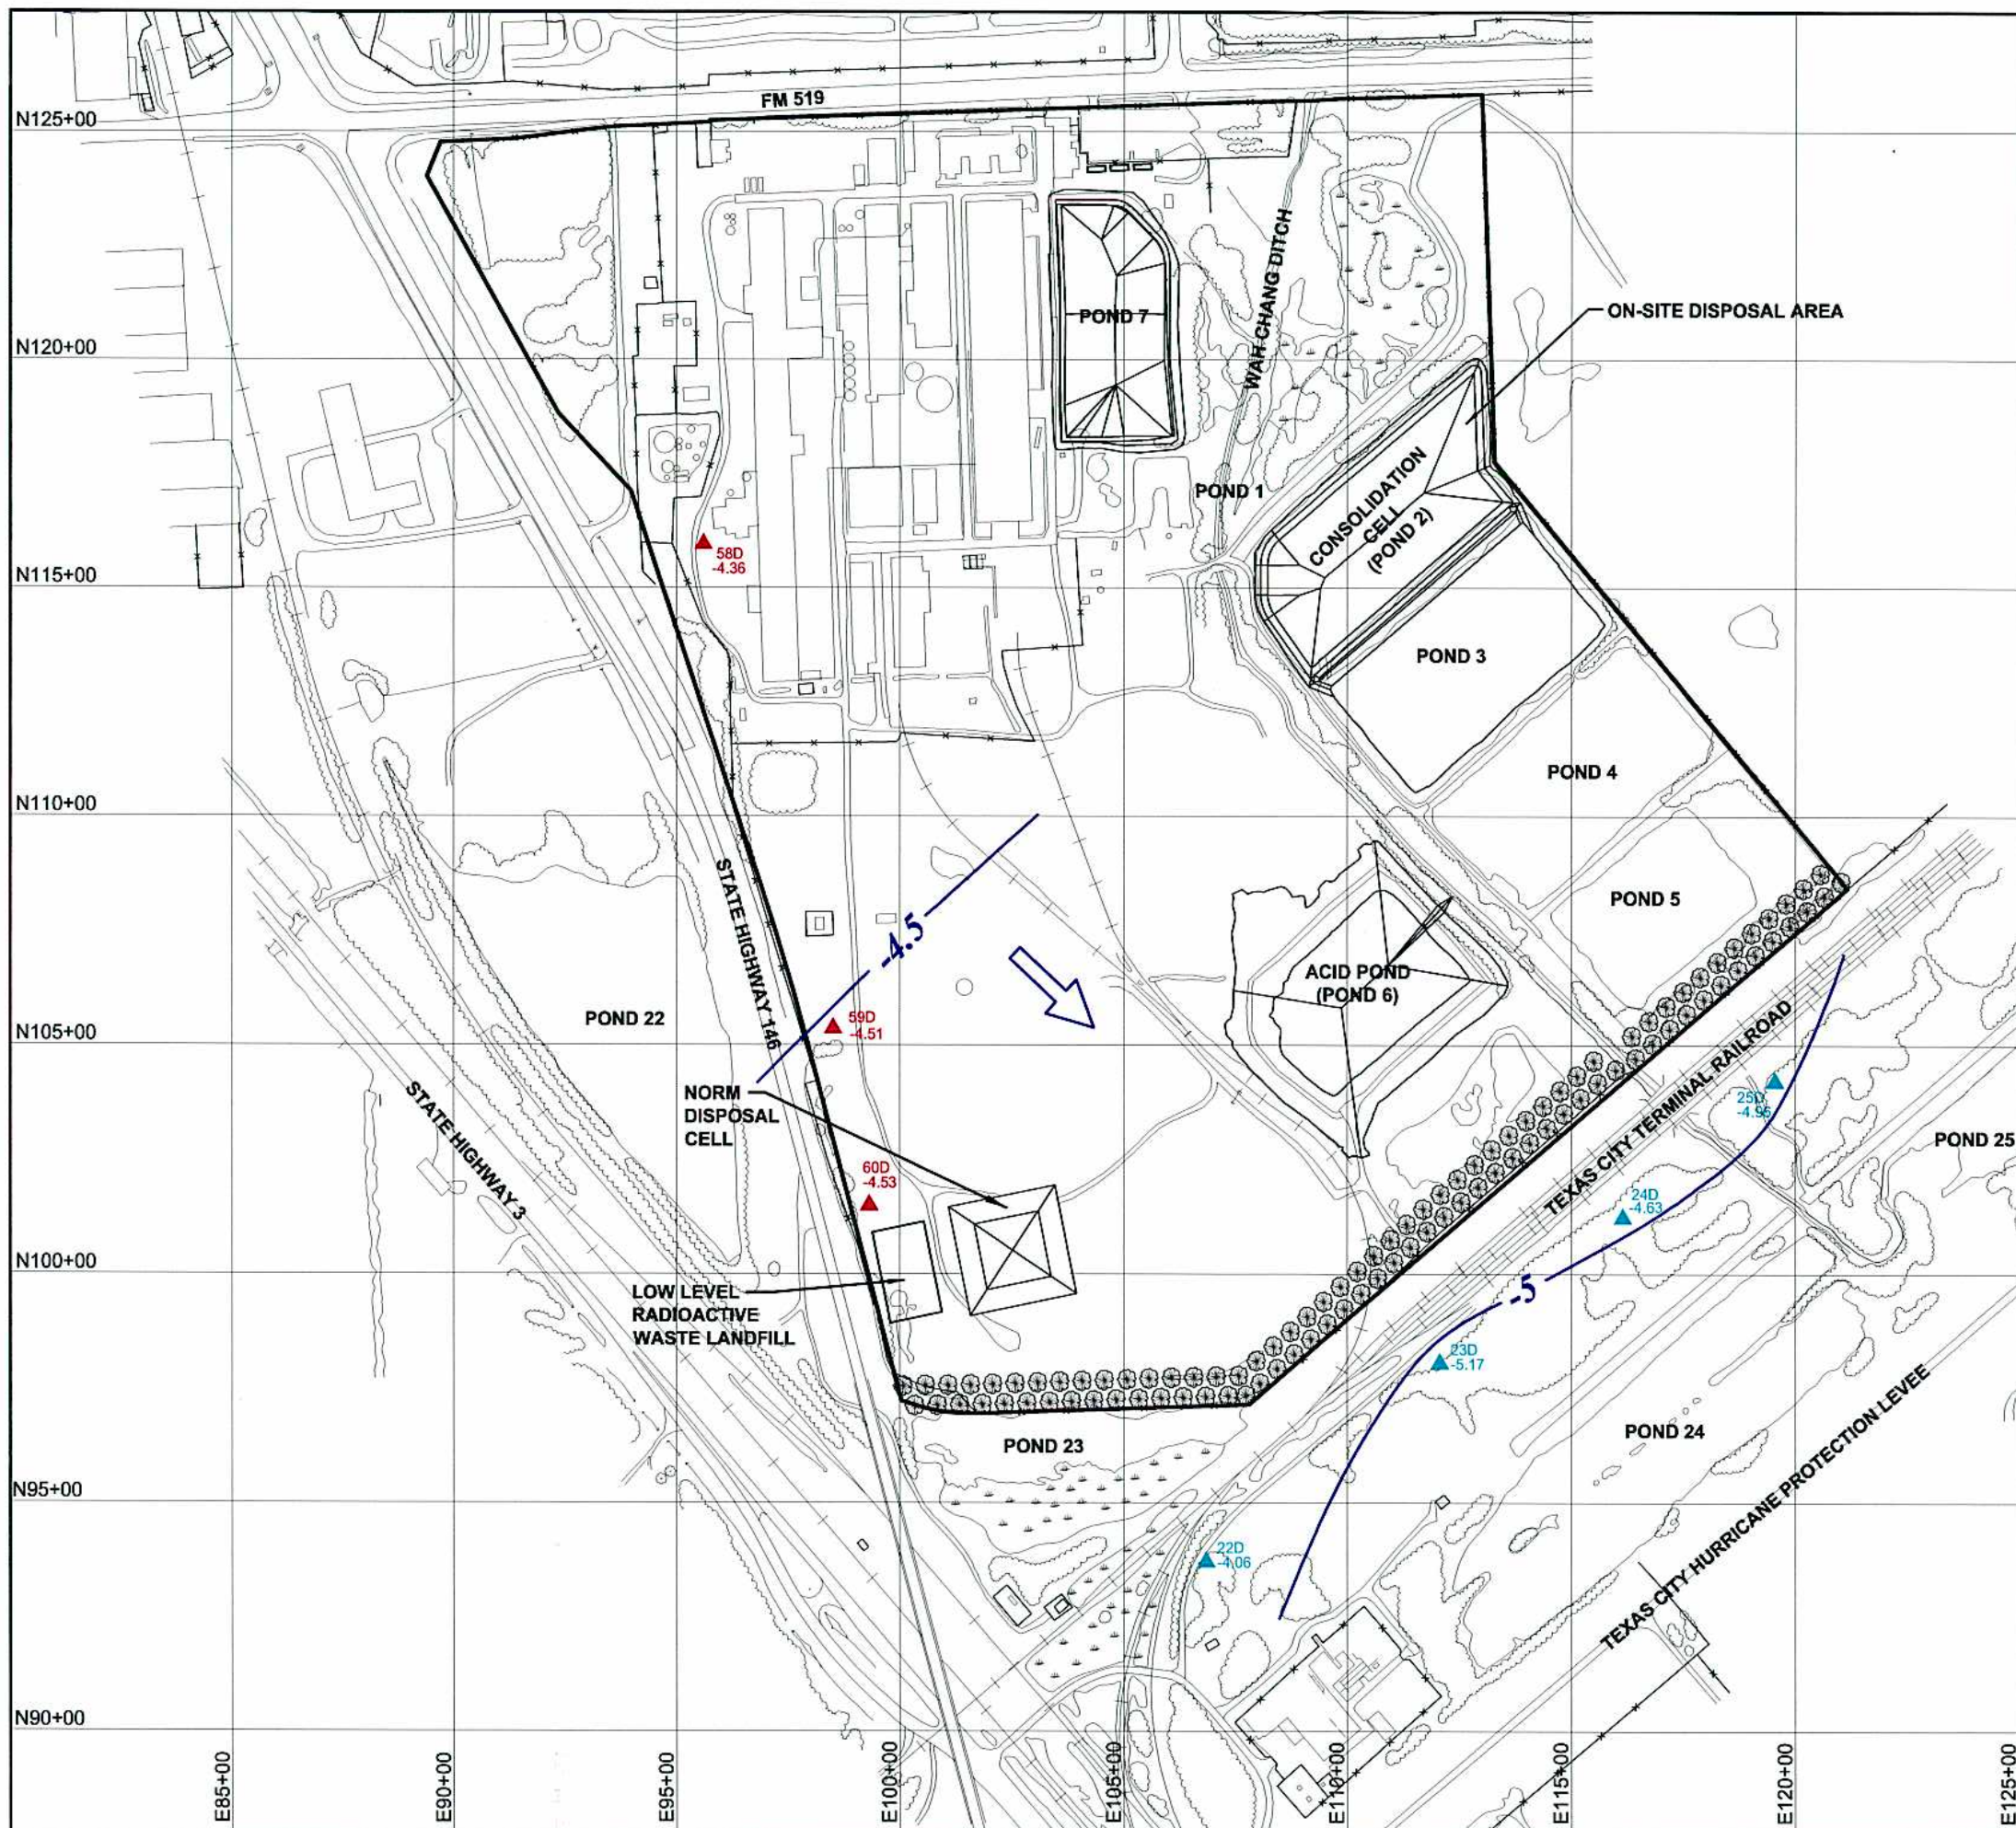 FM 519
N125+00
WAH CHANG DITCH
ON-SITE DISPOSAL AREA
POND 7
N120+00
POND 1
CONSOLIDATION
CELL
(POND 2)
58D
-4.36
N115+00
POND 3
POND 4
N110+00
STATE HIGHWAY 146
POND 5
-4.5
ACID POND
(POND 6)
POND 22
59D
-4.51
N105+00
NORM
DISPOSAL
CELL
STATE HIGHWAY 3
TEXAS CITY TERMINAL RAILROAD
25D
-4.96
POND 25
60D
-4.53
24D
-4.63
N100+00
LOW LEVEL
RADIOACTIVE
WASTE LANDFILL
-5
23D
-5.17
POND 23
POND 24
TEXAS CITY HURRICANE PROTECTION LEVEE
N95+00
22D
-4.06
N90+00
E85+00
E90+00
E95+00
E100+00
E105+00
E110+00
E115+00
E120+00
E125+00